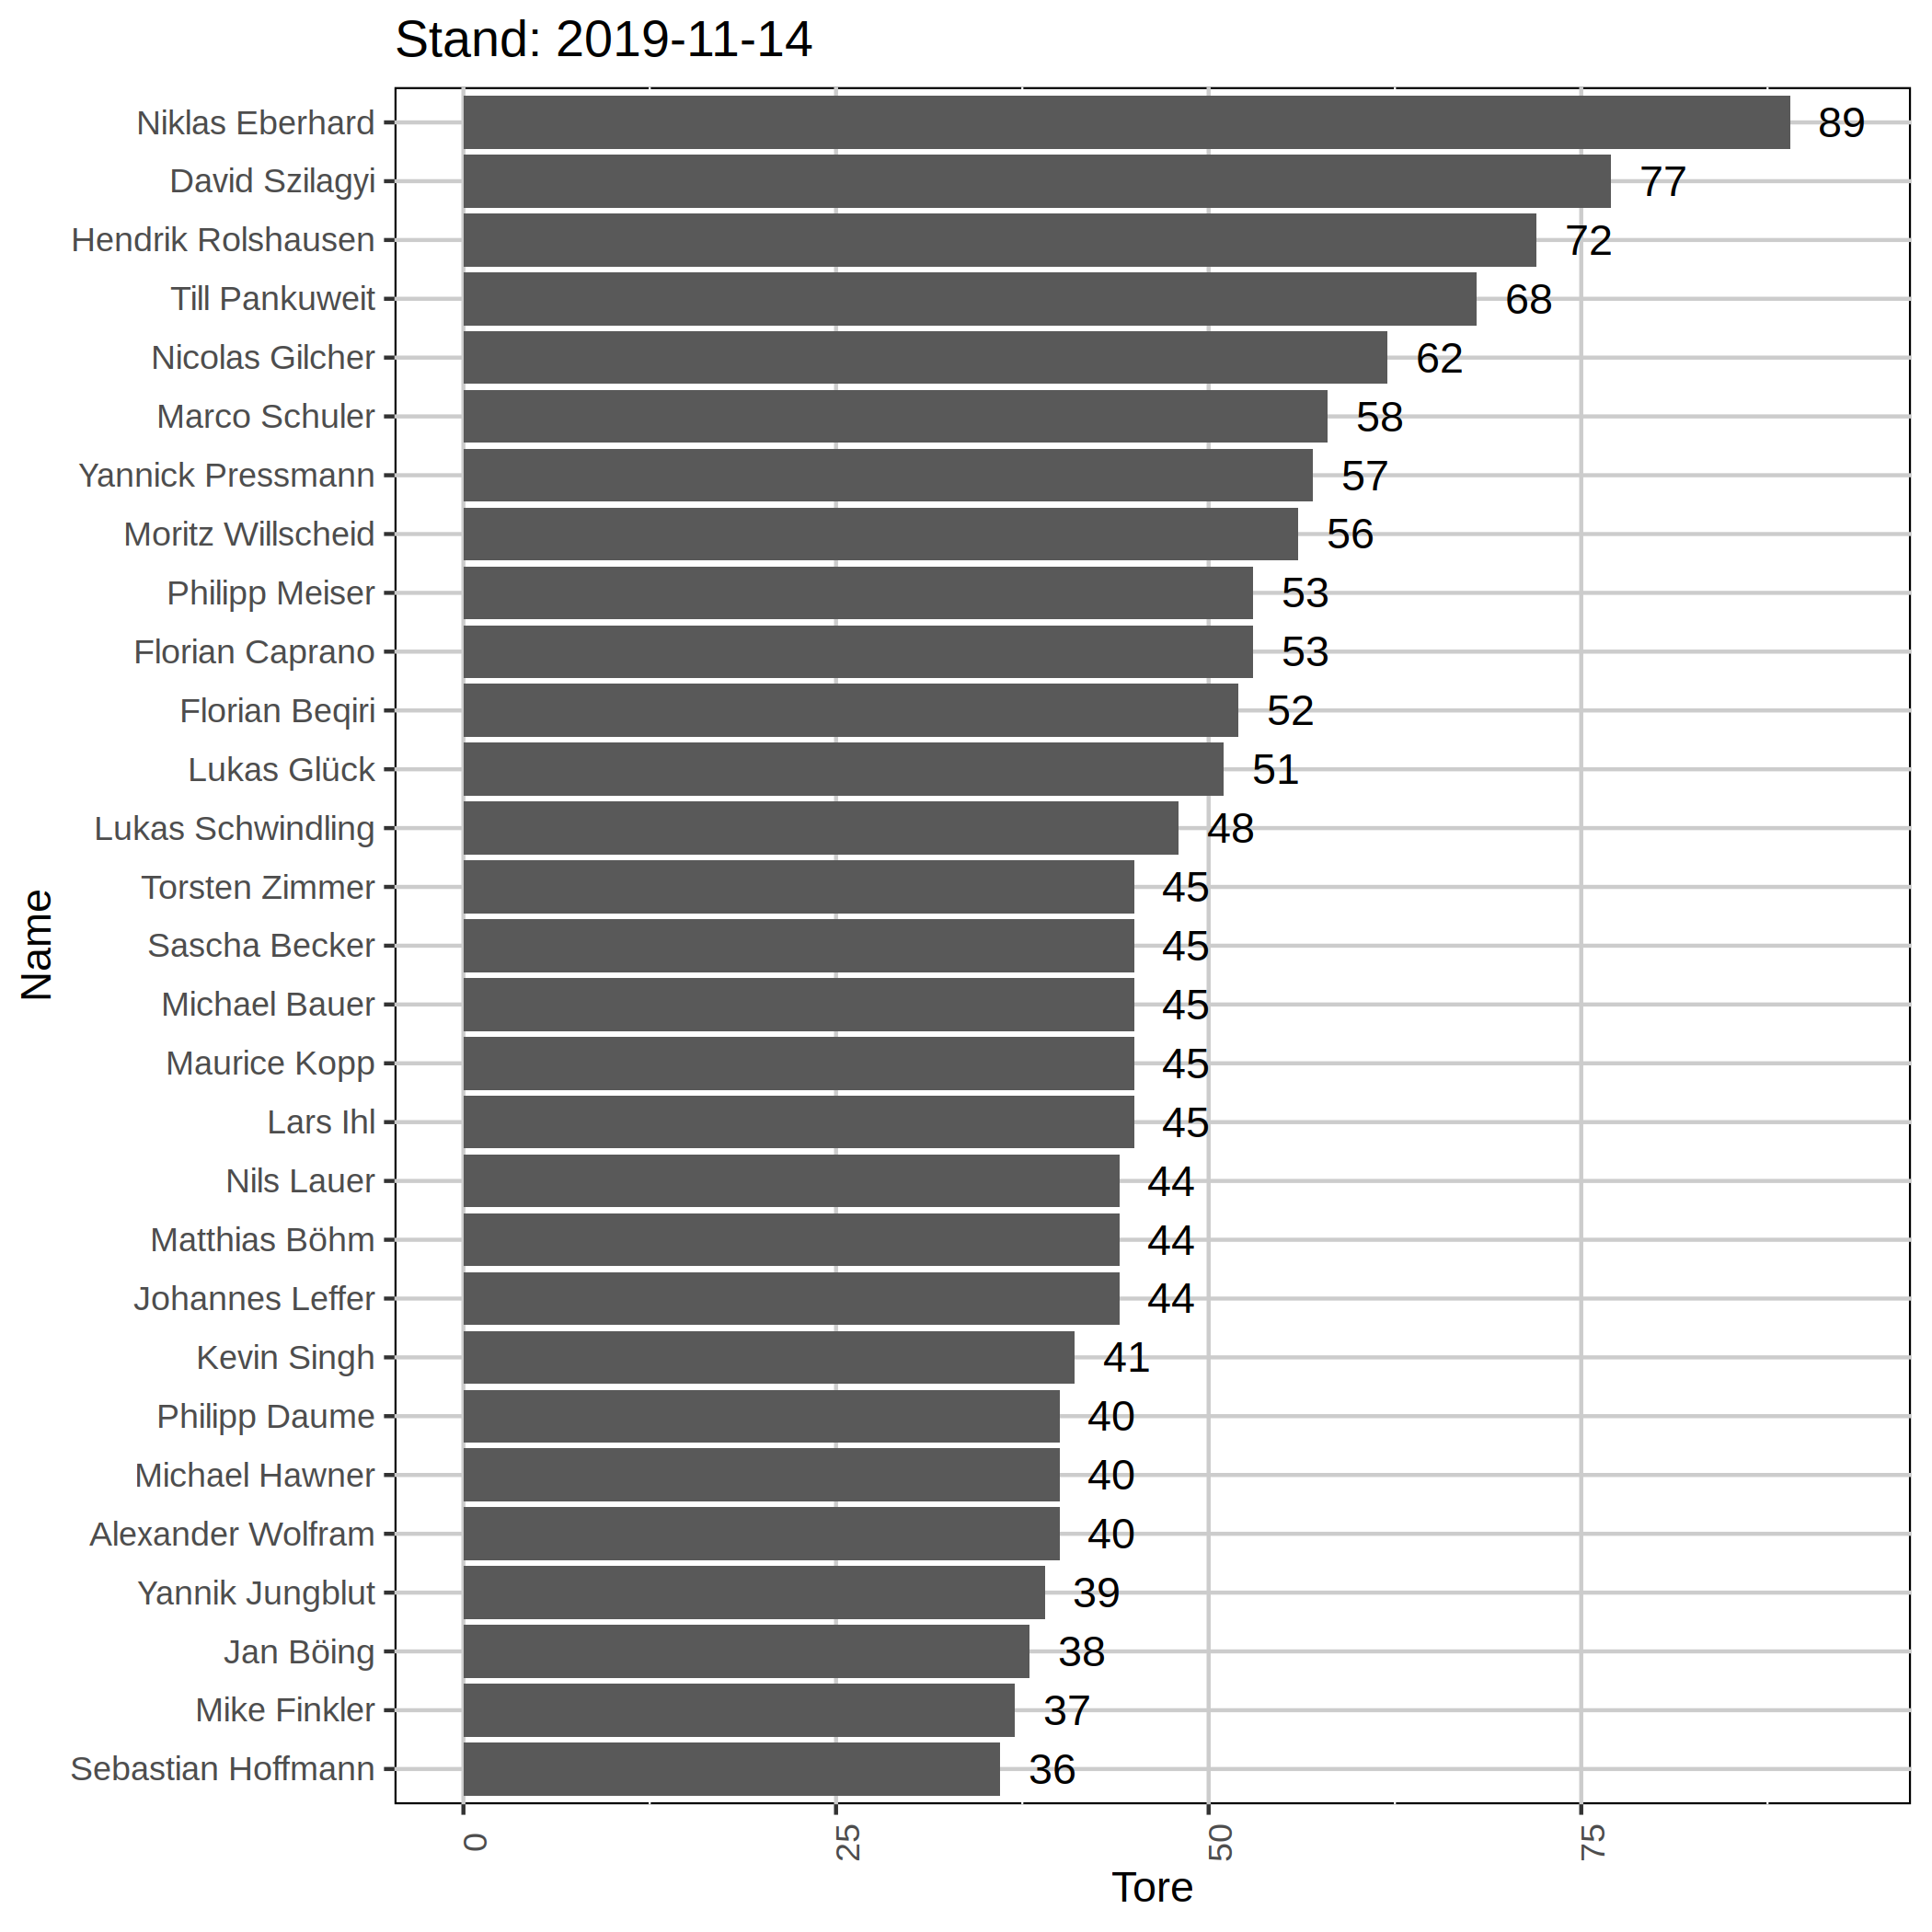 Stand: 2019-11-14
Niklas Eberhard 89
David Szilagyi 77
Hendrik Rolshausen 72
Till Pankuweit 68
Nicolas Gilcher 62
Marco Schuler 58
Yannick Pressmann 57
Moritz Willscheid 56
Philipp Meiser 53
Florian Caprano 53
Florian Beqiri 52
Lukas Glück 51
Lukas Schwindling 48
Torsten Zimmer 45
Sascha Becker 45
Michael Bauer 45
Maurice Kopp 45
Lars Ihl 45
Nils Lauer 44
Matthias Böhm 44
Johannes Leffer 44
Kevin Singh 41
Philipp Daume 40
Michael Hawner 40
Alexander Wolfram 40
Yannik Jungblut 39
Jan Böing 38
Mike Finkler 37
Sebastian Hoffmann 36
Name
0 25 50 75
Tore